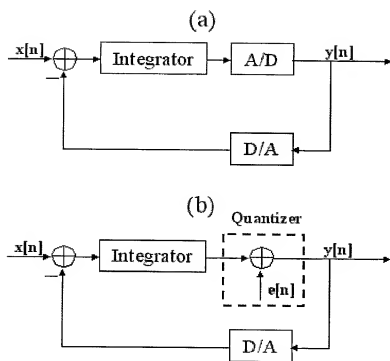 (a)
x[n]
Integrator
A/D
y[n]
D/A
(b)
Quantizer
x[n]
Integrator
y[n]
e[n]
D/A